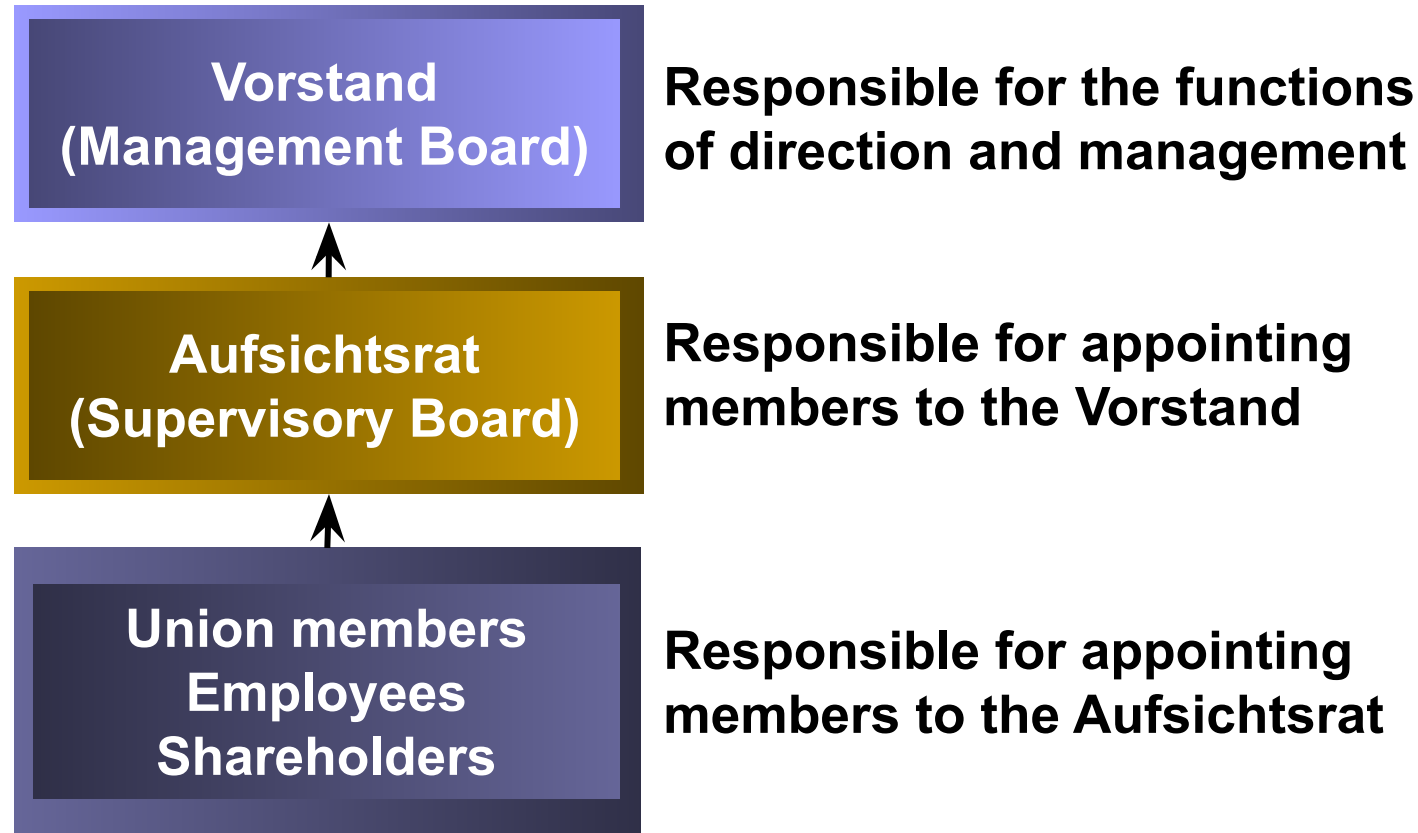 Vorstand
(Management Board)
Responsible for the functions
of direction and management
Aufsichtsrat
(Supervisory Board)
Responsible for appointing
members to the Vorstand
Union members
Employees
Shareholders
Responsible for appointing
members to the Aufsichtsrat